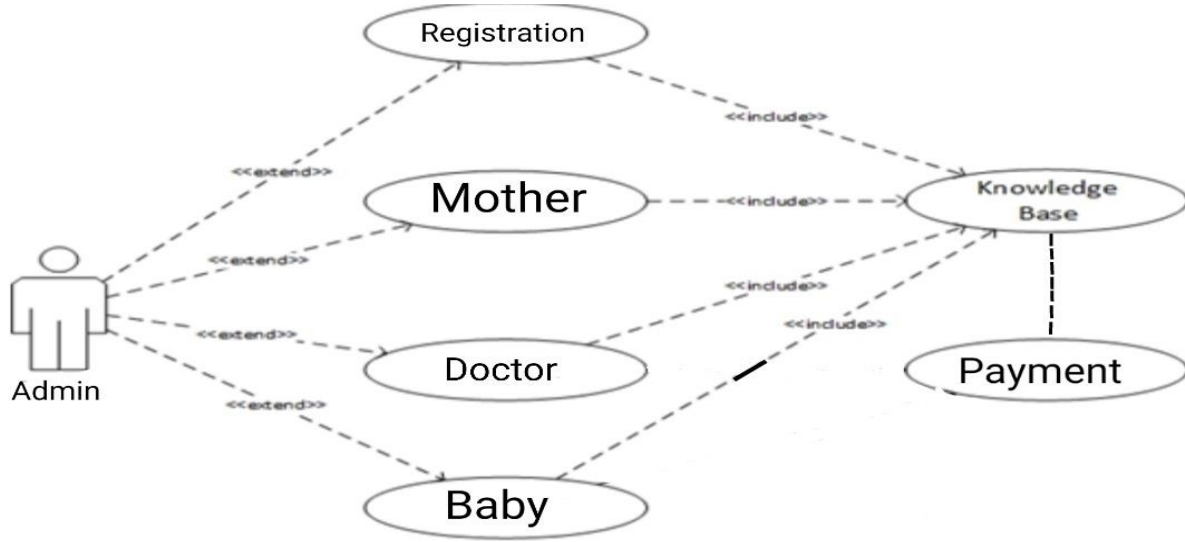 Registration
<<include>>
<<extend>>
Mother
<<include>>
Knowledge
Base
<<extend>>
<<include>>
<<include>>
<<extend>>
Doctor
Payment
Admin
<<extend>>
Baby